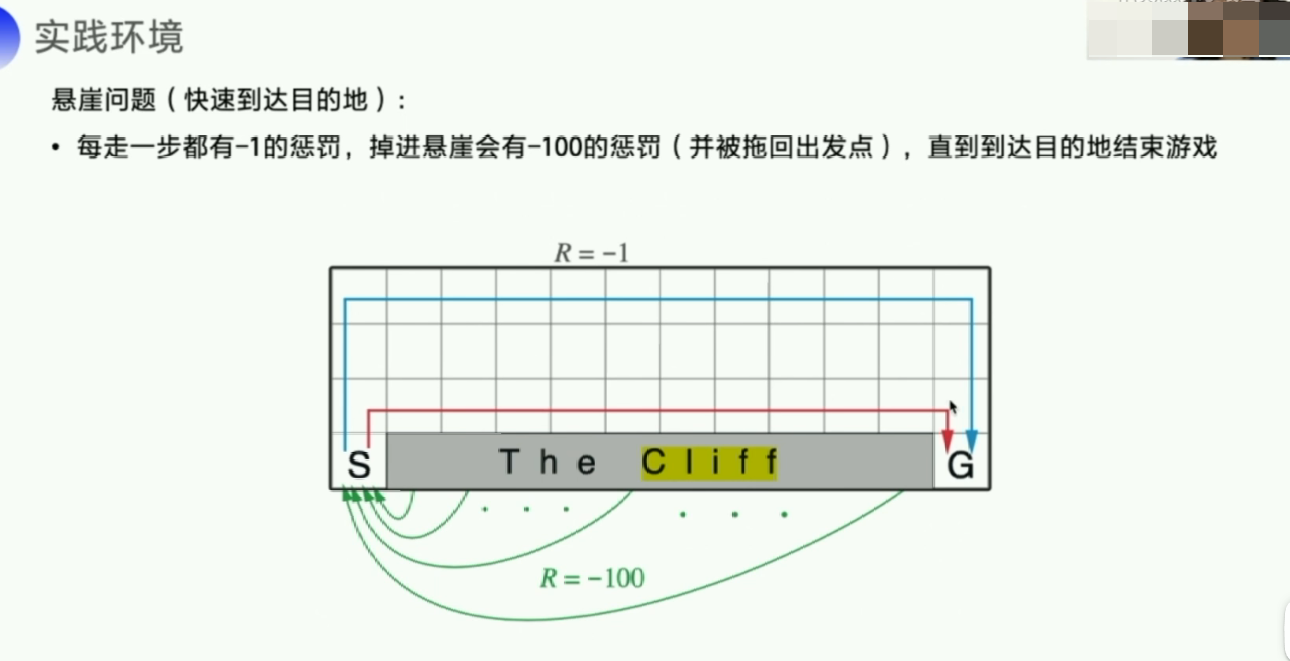 实践环境
悬崖问题（快速到达目的地）:
• 每走一步都有-1的惩罚，掉进悬崖会有-100的惩罚（并被拖回出发点），直到到达目的地结束游戏
R = −1
S The Cliff G
R = −100